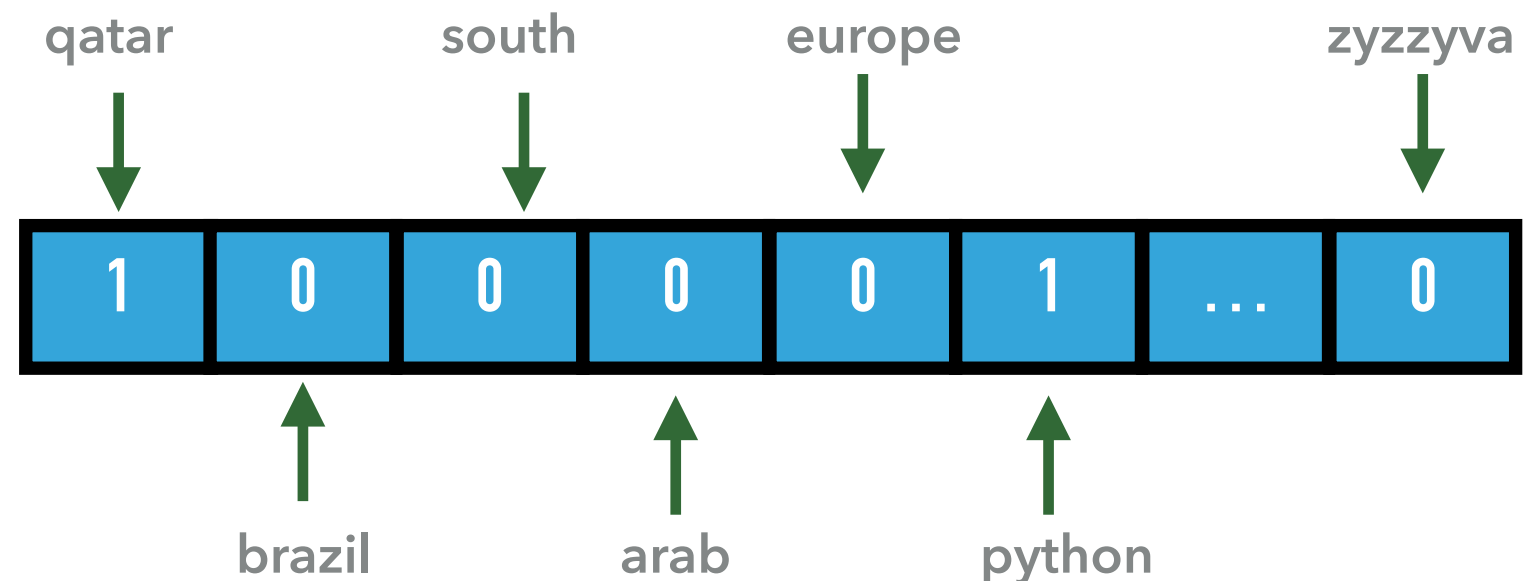 qatar south europe zyzzyva
1 0 0 0 0 1 ... 0
brazil arab python